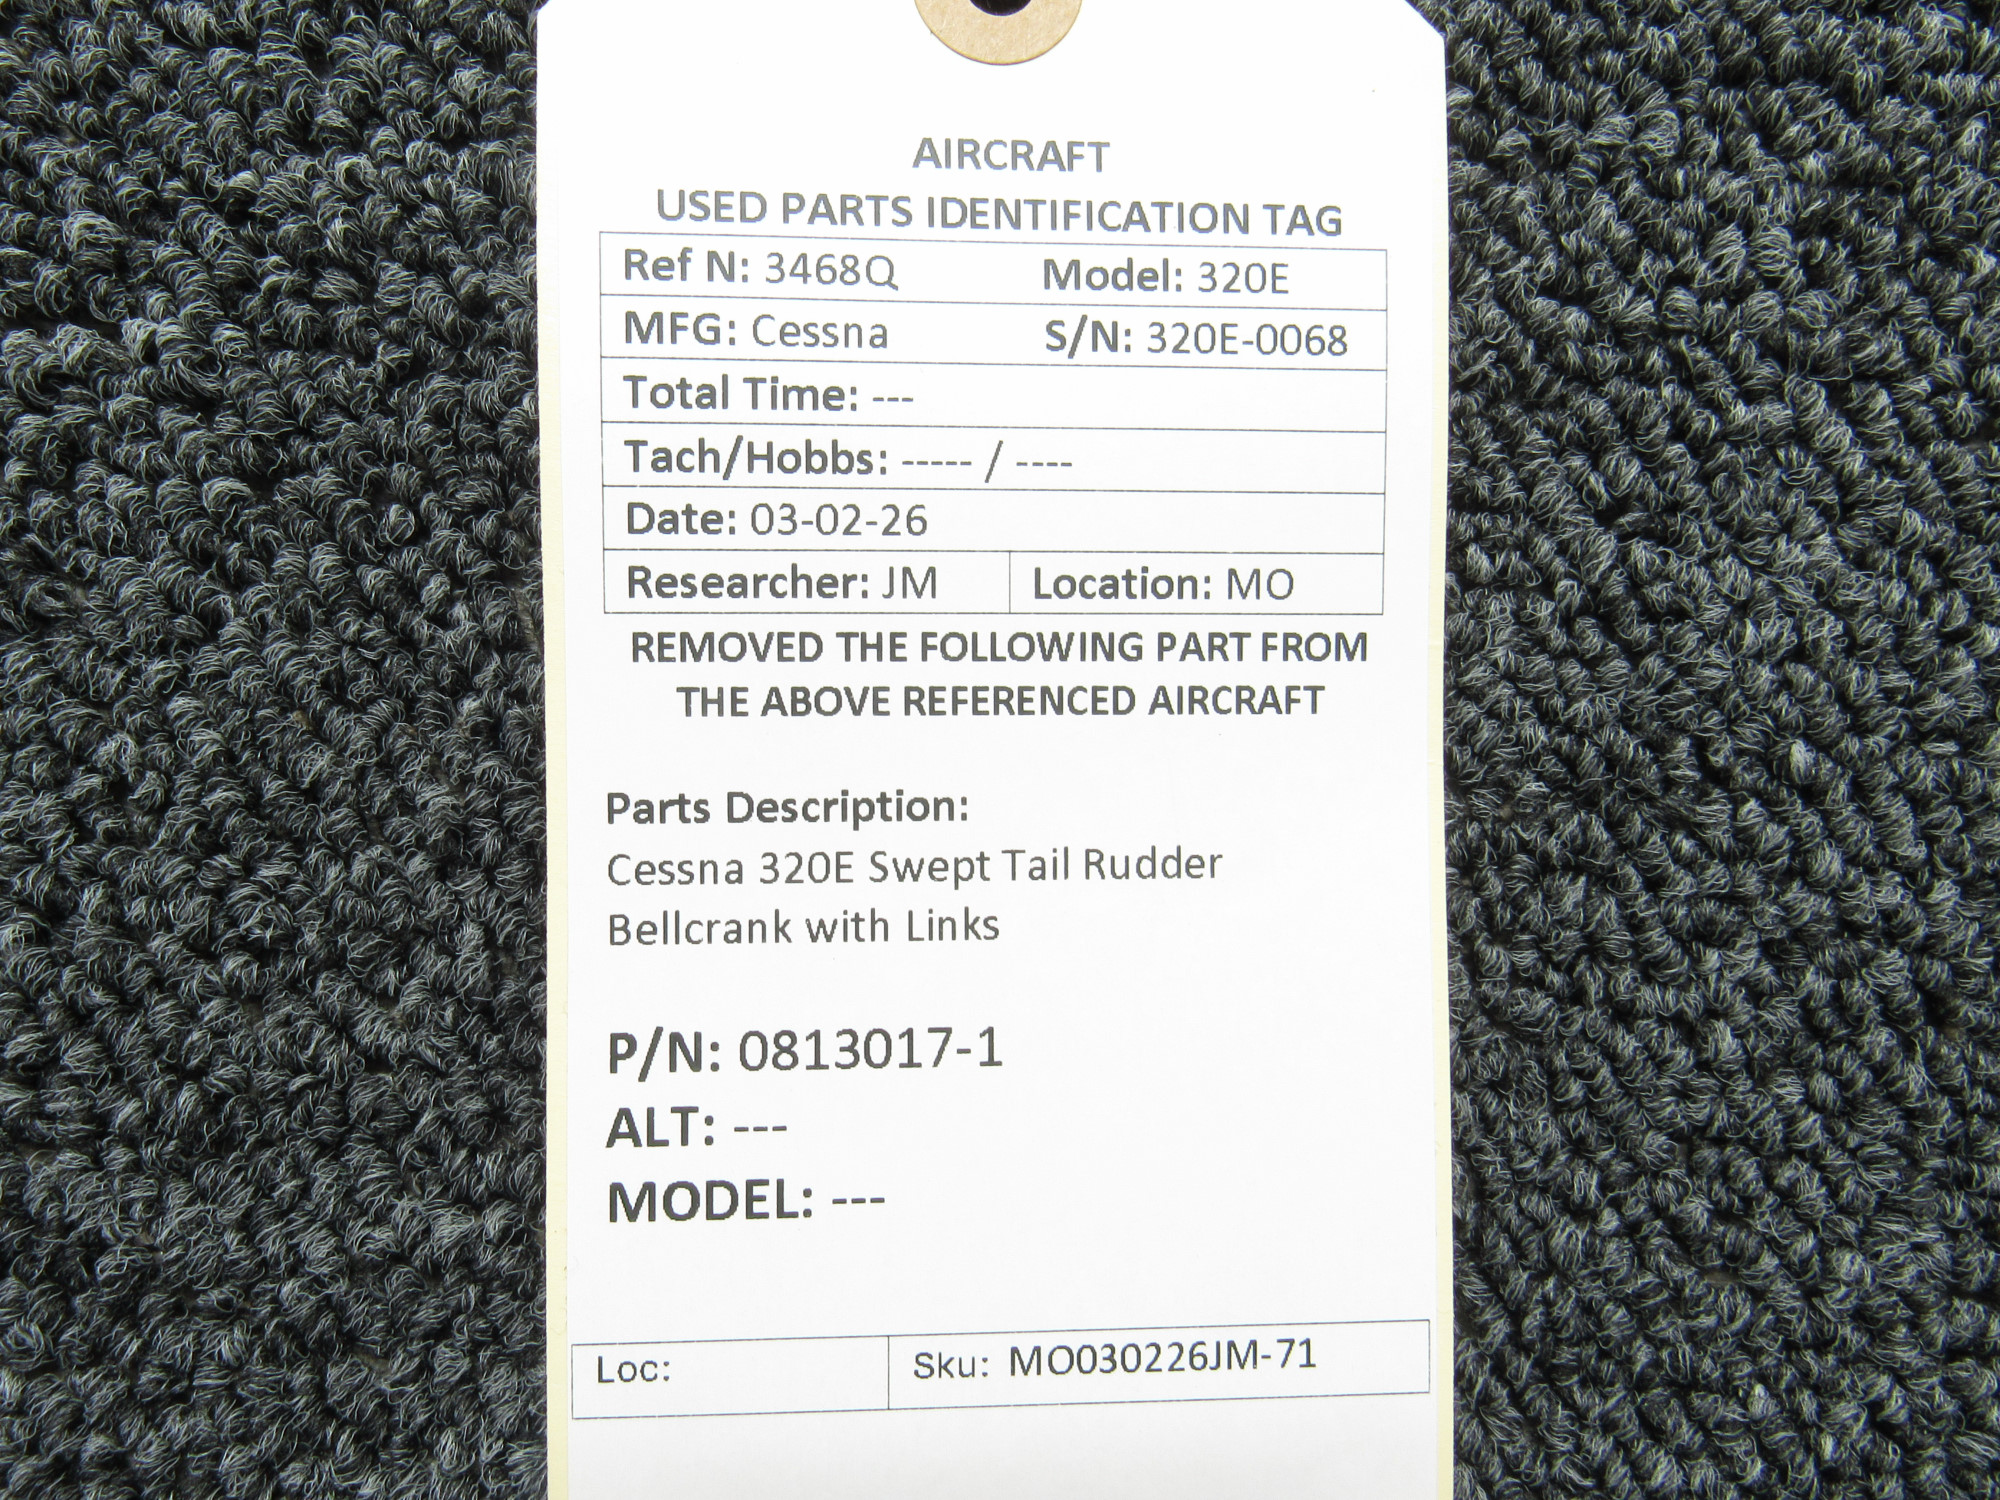 AIRCRAFT
USED PARTS IDENTIFICATION TAG
Ref N: 3468Q Model: 320E
MFG: Cessna S/N: 320E-0068
Total Time: ---
Tach/Hobbs: ----- / ----
Date: 03-02-26
Researcher: JM Location: MO
REMOVED THE FOLLOWING PART FROM
THE ABOVE REFERENCED AIRCRAFT
Parts Description:
Cessna 320E Swept Tail Rudder
Bellcrank with Links
P/N: 0813017-1
ALT: ---
MODEL: ---
Loc: Sku: MO030226JM-71